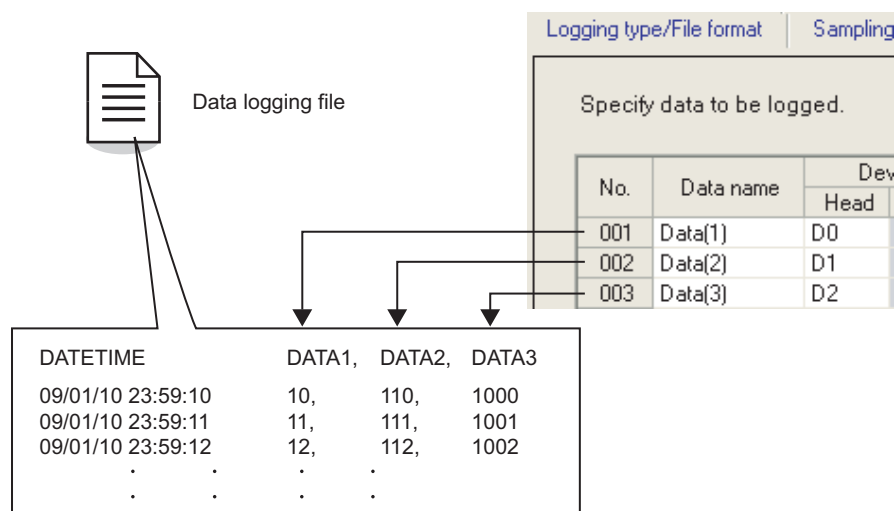 Logging type/File format Sampling
Data logging file
Specify data to be logged.
No. Data name Dev
Head
001 Data(1) D0
002 Data(2) D1
003 Data(3) D2
DATETIME DATA1, DATA2, DATA3
09/01/10 23:59:10 10, 110, 1000
09/01/10 23:59:11 11, 111, 1001
09/01/10 23:59:12 12, 112, 1002